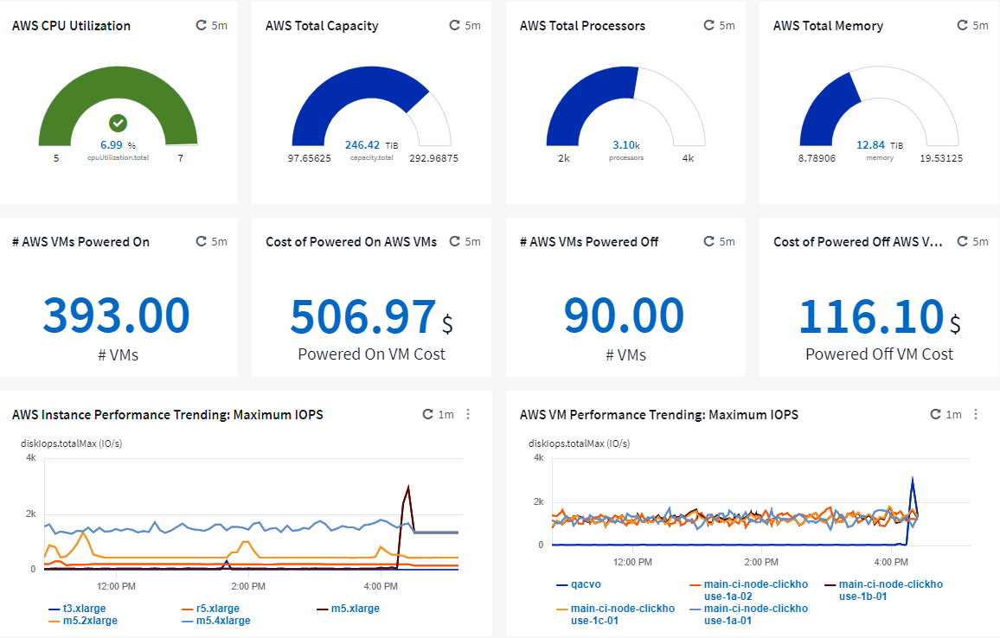 AWS CPU Utilization 5m
6.99 %
cpuUtilization.total
5 7
AWS Total Capacity 5m
246.42 TiB
capacity.total
97.65625 292.96875
AWS Total Processors 5m
3.10k
processors
2k 4k
AWS Total Memory 5m
12.84 TiB
memory
8.78906 19.53125
# AWS VMs Powered On 5m
393.00
# VMs
Cost of Powered On AWS VMs 5m
506.97 $
Powered On VM Cost
# AWS VMs Powered Off 5m
90.00
# VMs
Cost of Powered Off AWS V... 5m
116.10 $
Powered Off VM Cost
AWS Instance Performance Trending: Maximum IOPS 1m
diskIops.totalMax (IO/s)
4k
2k
0
12:00 PM 2:00 PM 4:00 PM
t3.xlarge r5.xlarge m5.xlarge
m5.2xlarge m5.4xlarge
AWS VM Performance Trending: Maximum IOPS 1m
diskIops.totalMax (IO/s)
4k
2k
0
12:00 PM 2:00 PM 4:00 PM
qacvo
main-ci-node-clickho
use-1a-02
main-ci-node-clickho
use-1b-01
main-ci-node-clickho
use-1c-01
main-ci-node-clickho
use-1a-01